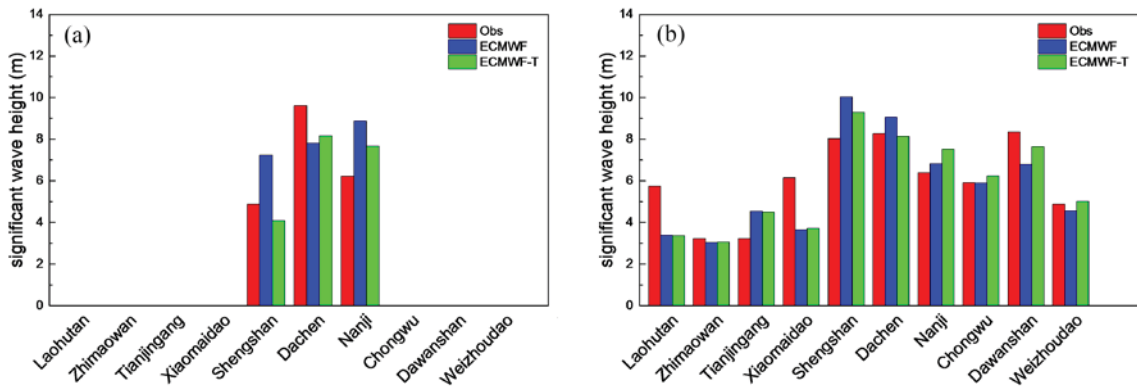 (a)
Obs
ECMWF
ECMWF-T
significant wave height (m)
14
12
10
8
6
4
2
0
Laohutan
Zhimaowan
Tianjingang
Xiaomaidao
Shengshan
Dachen
Nanji
Chongwu
Dawanshan
Weizhoudao
(b)
Obs
ECMWF
ECMWF-T
significant wave height (m)
14
12
10
8
6
4
2
0
Laohutan
Zhimaowan
Tianjingang
Xiaomaidao
Shengshan
Dachen
Nanji
Chongwu
Dawanshan
Weizhoudao